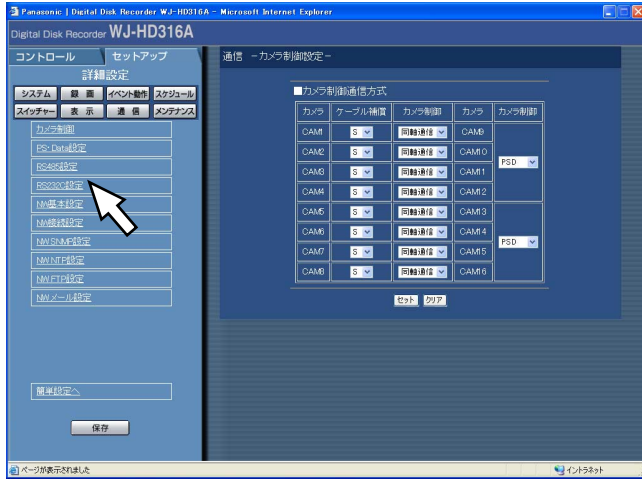 Panasonic | Digital Disk Recorder WJ-HD316A - Microsoft Internet Explorer
Digital Disk Recorder WJ-HD316A
コントロール セットアップ
詳細設定
システム 録 画 イベント動作 スケジュール
スイッチャー 表 示 通 信 メンテナンス
カメラ制御
PS･Data設定
RS485設定
RS232C設定
NW基本設定
NW接続設定
NW SNMP設定
NW NTP設定
NW FTP設定
NW メール設定
簡単設定へ
保存
通信 －カメラ制御設定－
■カメラ制御通信方式
カメラ ケーブル補償 カメラ制御 カメラ カメラ制御
CAM1 S 同軸通信 CAM9
CAM2 S 同軸通信 CAM10
PSD
CAM3 S 同軸通信 CAM11
CAM4 S 同軸通信 CAM12
CAM5 S 同軸通信 CAM13
CAM6 S 同軸通信 CAM14
PSD
CAM7 S 同軸通信 CAM15
CAM8 S 同軸通信 CAM16
セット クリア
ページが表示されました イントラネット